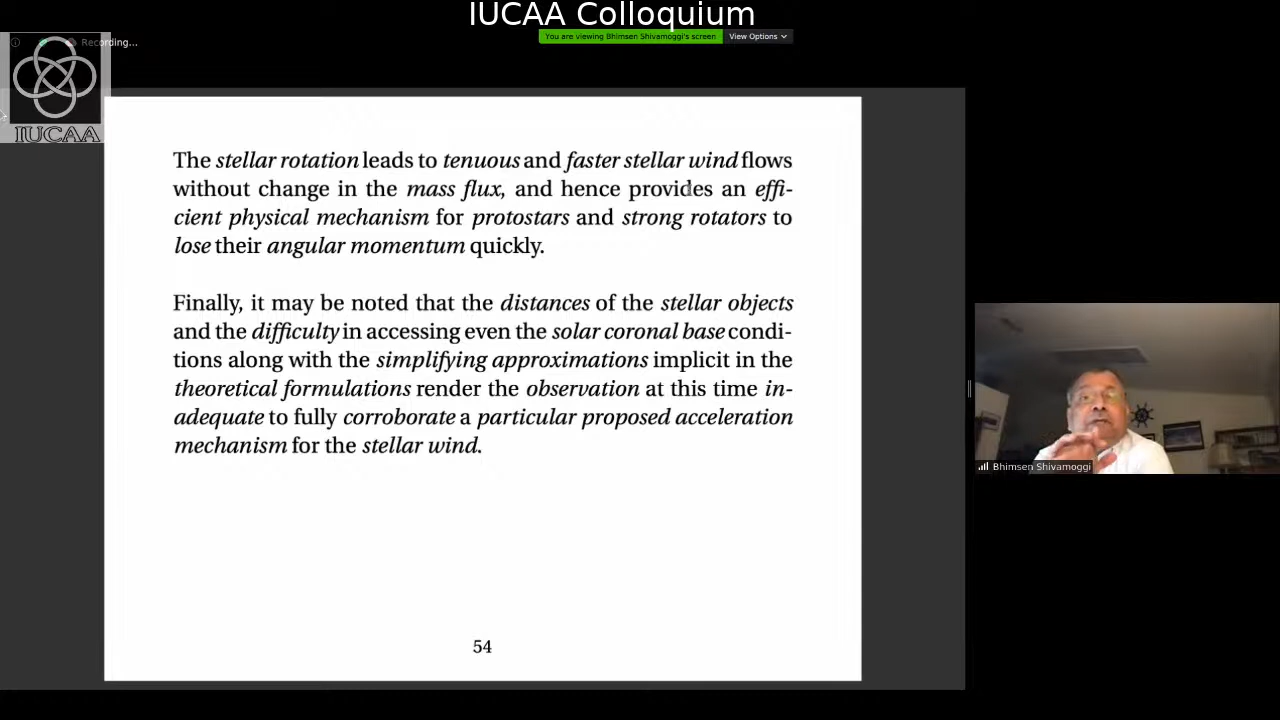 IUCAA Colloquium
You are viewing Bhimsen Shivamoggi's screen View Options
Recording...
IUCAA
The stellar rotation leads to tenuous and faster stellar wind flows
without change in the mass flux, and hence provides an effi-
cient physical mechanism for protostars and strong rotators to
lose their angular momentum quickly.
Finally, it may be noted that the distances of the stellar objects
and the difficulty in accessing even the solar coronal base condi-
tions along with the simplifying approximations implicit in the
theoretical formulations render the observation at this time in-
adequate to fully corroborate a particular proposed acceleration
mechanism for the stellar wind.
54
Bhimsen Shivamoggi